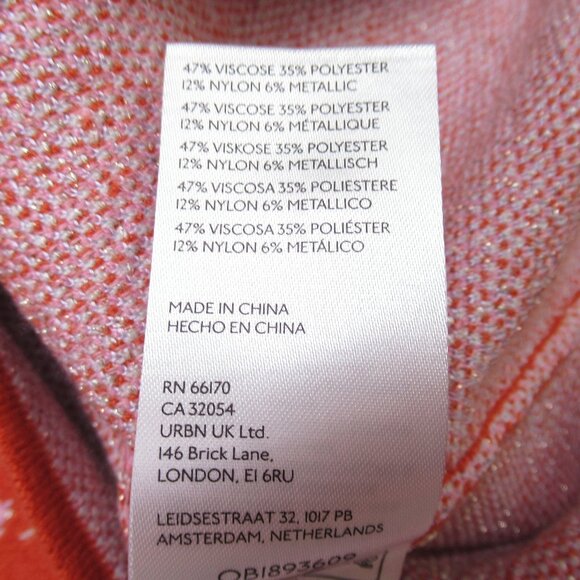 47% VISCOSE 35% POLYESTER
12% NYLON 6% METALLIC
47% VISCOSE 35% POLYESTER
12% NYLON 6% MÉTALLIQUE
47% VISKOSE 35% POLYESTER
12% NYLON 6% METALLISCH
47% VISCOSA 35% POLIESTERE
12% NYLON 6% METALLICO
47% VISCOSA 35% POLIÉSTER
12% NYLON 6% METÁLICO
MADE IN CHINA
HECHO EN CHINA
RN 66170
CA 32054
URBN UK Ltd.
146 Brick Lane,
LONDON, E1 6RU
LEIDSESTRAAT 32, 1017 PB
AMSTERDAM, NETHERLANDS
OB1893609